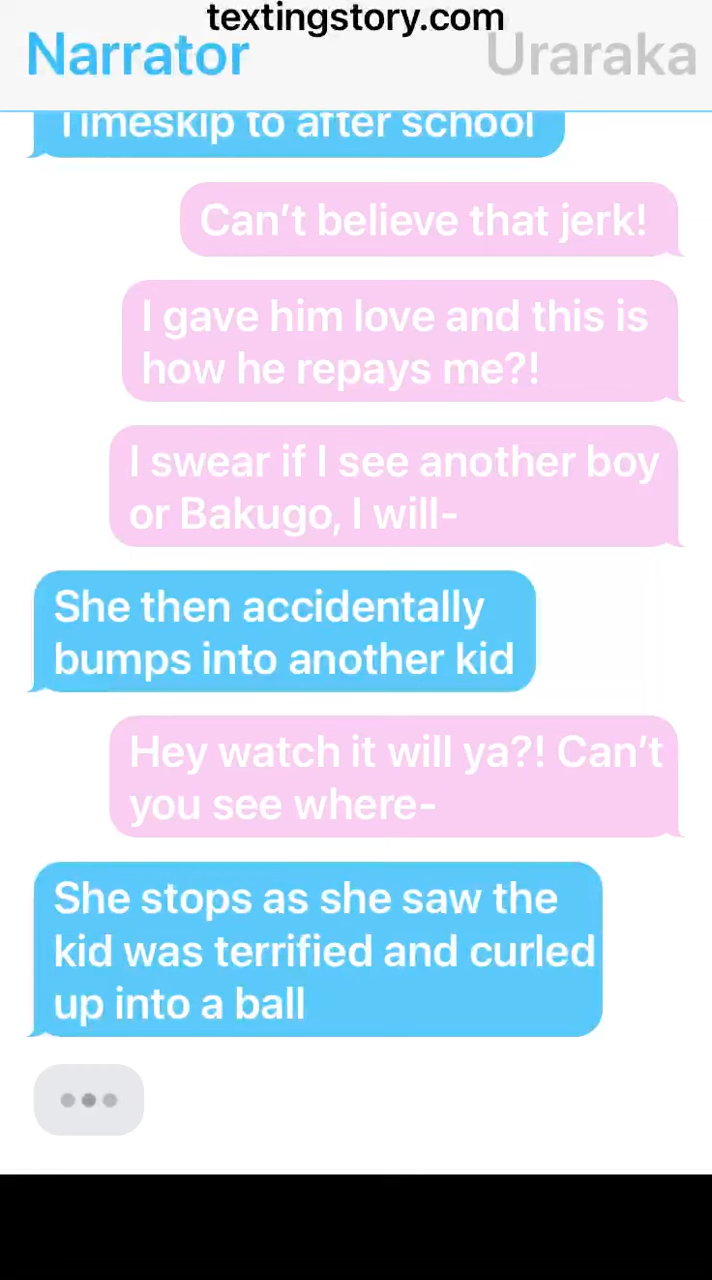 textingstory.com
Narrator Uraraka
Timeskip to after school
Can’t believe that jerk!
I gave him love and this is
how he repays me?!
I swear if I see another boy
or Bakugo, I will-
She then accidentally
bumps into another kid
Hey watch it will ya?! Can’t
you see where-
She stops as she saw the
kid was terrified and curled
up into a ball